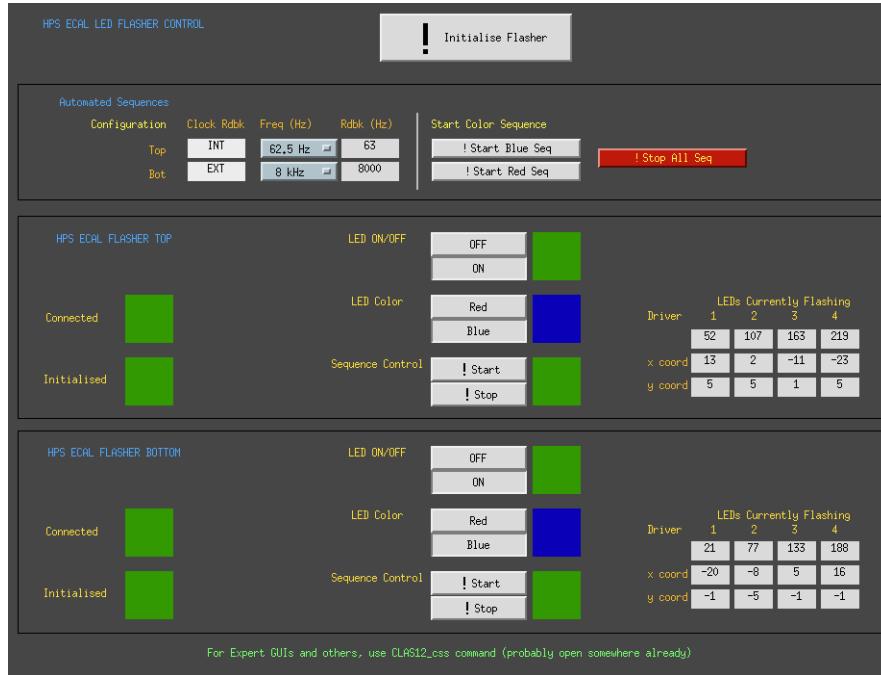 HPS ECAL LED FLASHER CONTROL
! Initialise Flasher
Automated Sequences
Configuration Clock Rdbk Freq (Hz) Rdbk (Hz) Start Color Sequence
Top INT 62.5 Hz 63 !Start Blue Seq
!Stop All Seq
Bot EXT 8 kHz 8000 !Start Red Seq
HPS ECAL FLASHER TOP
LED ON/OFF
OFF
ON
Connected
LED Color
Red
Blue
Initialised
Sequence Control
! Start
! Stop
LEDs Currently Flashing
Driver 1 2 3 4
52 107 163 219
x coord 13 2 -11 -23
y coord 5 5 1 5
HPS ECAL FLASHER BOTTOM
LED ON/OFF
OFF
ON
Connected
LED Color
Red
Blue
Initialised
Sequence Control
! Start
! Stop
LEDs Currently Flashing
Driver 1 2 3 4
21 77 133 188
x coord -20 -8 5 16
y coord -1 -5 -1 -1
For Expert GUIs and others, use CLAS12_css command (probably open somewhere already)